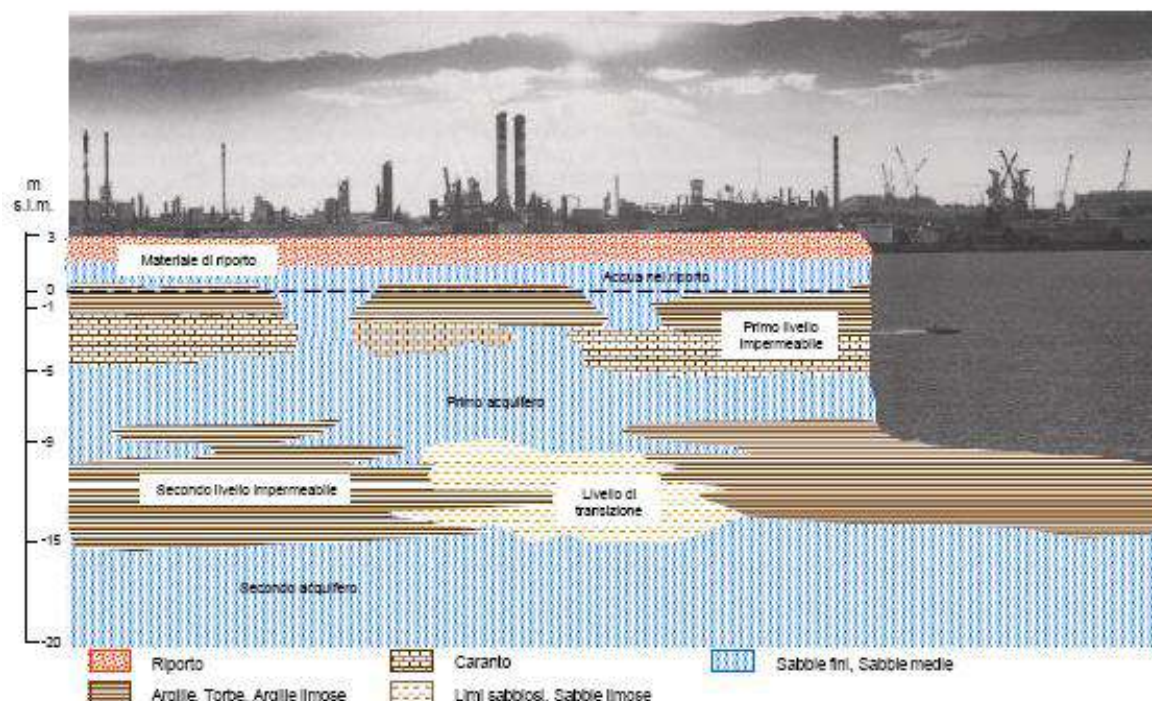 m
s.l.m.
3
Materiale di riporto
Acqua nel riporto
0
-1
Primo livello
impermeabile
-5
Primo acquifero
-9
Secondo livello impermeabile
Livello di
transizione
-15
Secondo acquifero
-20
Riporto
Caranto
Sabbie fini, Sabbie medie
Argille, Torbe, Argille limose
Limi sabbiosi, Sabbie limose